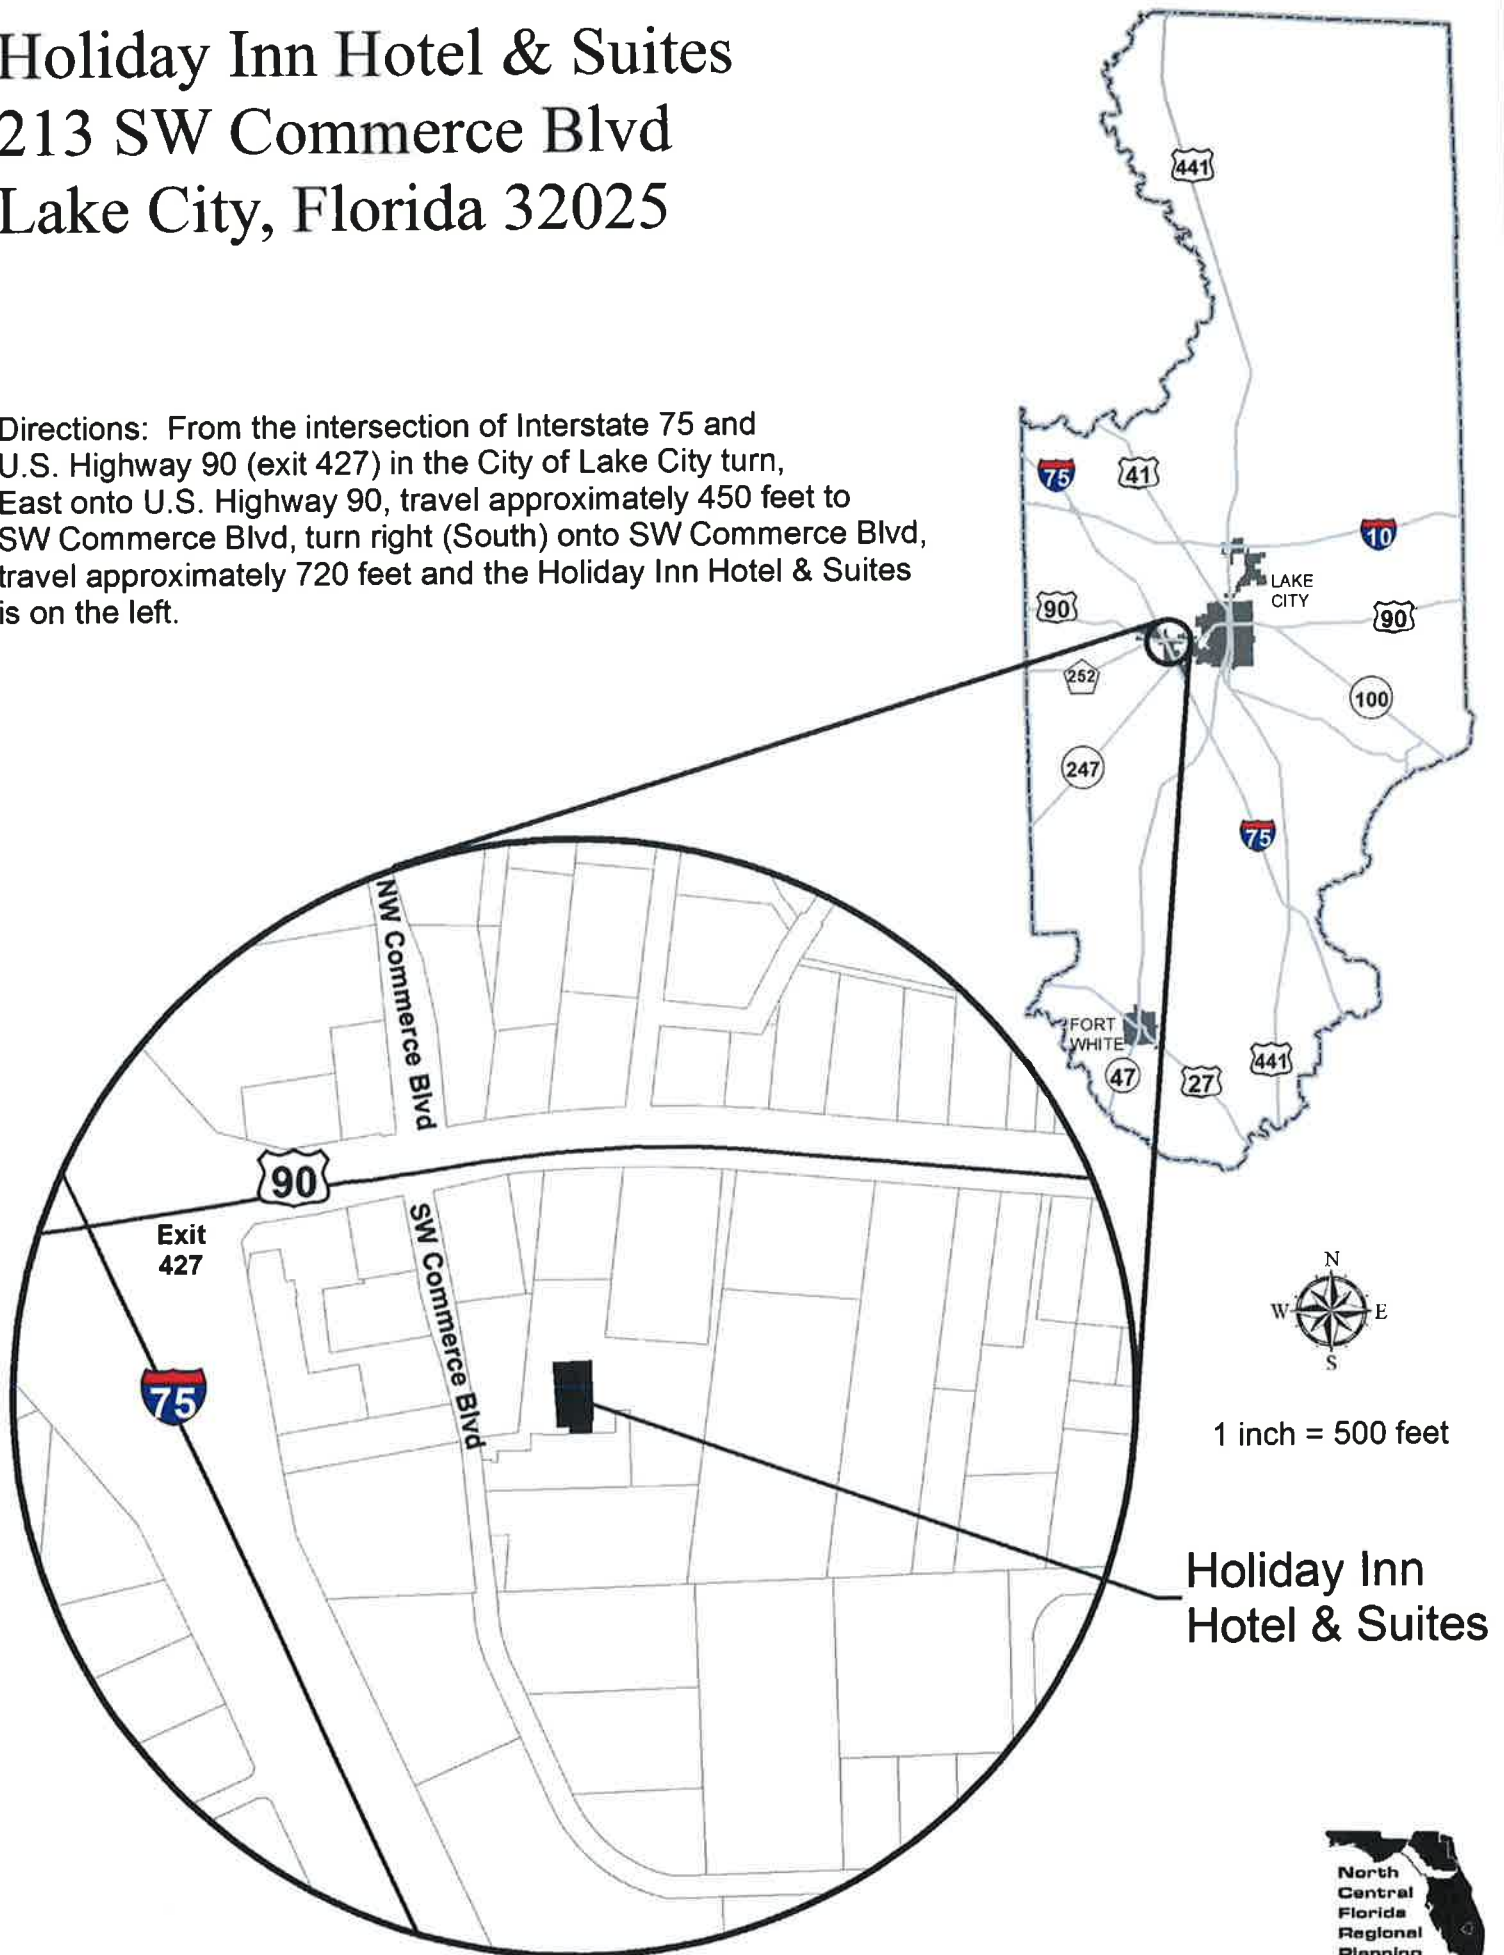 Holiday Inn Hotel & Suites
213 SW Commerce Blvd
Lake City, Florida 32025
Directions: From the intersection of Interstate 75 and
U.S. Highway 90 (exit 427) in the City of Lake City turn,
East onto U.S. Highway 90, travel approximately 450 feet to
SW Commerce Blvd, turn right (South) onto SW Commerce Blvd,
travel approximately 720 feet and the Holiday Inn Hotel & Suites
is on the left.
441
75
41
10
LAKE
CITY
90
90
252
100
247
75
FORT
WHITE
47
27
441
NW Commerce Blvd
90
Exit
427
SW Commerce Blvd
75
N
W
E
S
1 inch = 500 feet
Holiday Inn
Hotel & Suites
North
Central
Florida
Regional
Planning